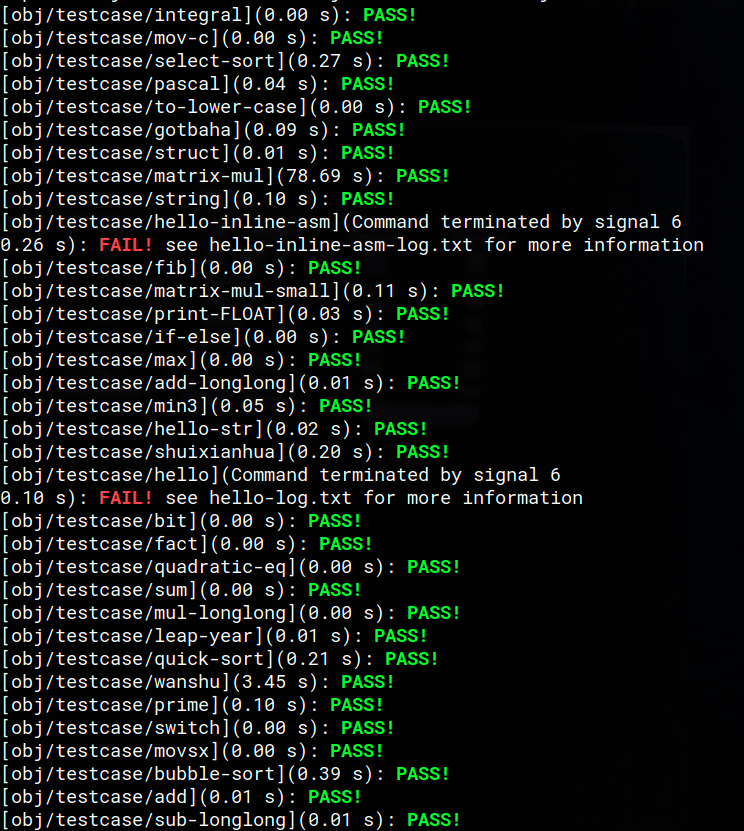 [obj/testcase/integral](0.00 s): PASS!
[obj/testcase/mov-c](0.00 s): PASS!
[obj/testcase/select-sort](0.27 s): PASS!
[obj/testcase/pascal](0.04 s): PASS!
[obj/testcase/to-lower-case](0.00 s): PASS!
[obj/testcase/gotbaha](0.09 s): PASS!
[obj/testcase/struct](0.01 s): PASS!
[obj/testcase/matrix-mul](78.69 s): PASS!
[obj/testcase/string](0.10 s): PASS!
[obj/testcase/hello-inline-asm](Command terminated by signal 6
0.26 s): FAIL! see hello-inline-asm-log.txt for more information
[obj/testcase/fib](0.00 s): PASS!
[obj/testcase/matrix-mul-small](0.11 s): PASS!
[obj/testcase/print-FLOAT](0.03 s): PASS!
[obj/testcase/if-else](0.00 s): PASS!
[obj/testcase/max](0.00 s): PASS!
[obj/testcase/add-longlong](0.01 s): PASS!
[obj/testcase/min3](0.05 s): PASS!
[obj/testcase/hello-str](0.02 s): PASS!
[obj/testcase/shuixianhua](0.20 s): PASS!
[obj/testcase/hello](Command terminated by signal 6
0.10 s): FAIL! see hello-log.txt for more information
[obj/testcase/bit](0.00 s): PASS!
[obj/testcase/fact](0.00 s): PASS!
[obj/testcase/quadratic-eq](0.00 s): PASS!
[obj/testcase/sum](0.00 s): PASS!
[obj/testcase/mul-longlong](0.00 s): PASS!
[obj/testcase/leap-year](0.01 s): PASS!
[obj/testcase/quick-sort](0.21 s): PASS!
[obj/testcase/wanshu](3.45 s): PASS!
[obj/testcase/prime](0.10 s): PASS!
[obj/testcase/switch](0.00 s): PASS!
[obj/testcase/movsx](0.00 s): PASS!
[obj/testcase/bubble-sort](0.39 s): PASS!
[obj/testcase/add](0.01 s): PASS!
[obj/testcase/sub-longlong](0.01 s): PASS!